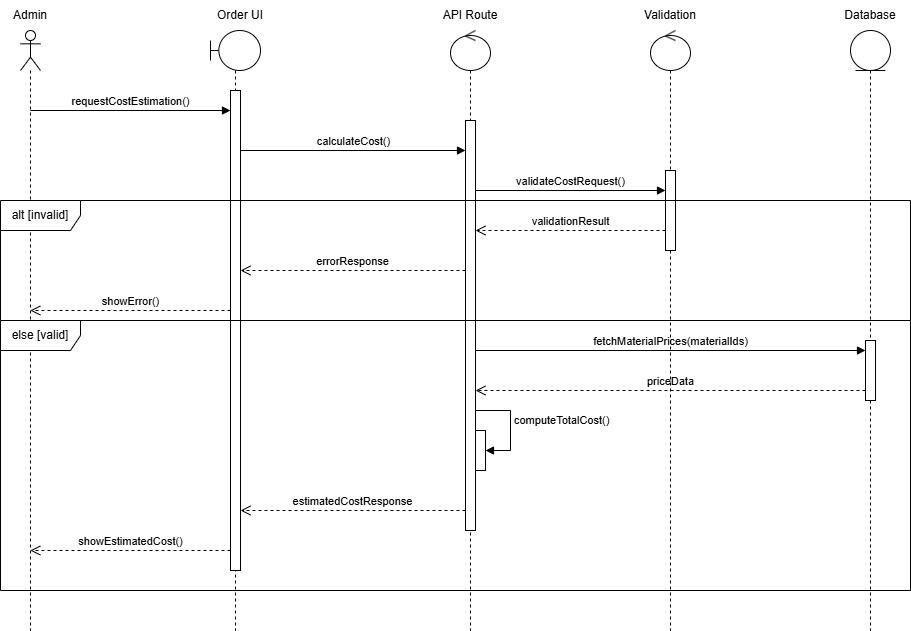 Admin
Order UI
API Route
Validation
Database
requestCostEstimation()
calculateCost()
validateCostRequest()
alt [invalid]
validationResult
errorResponse
showError()
else [valid]
fetchMaterialPrices(materialIds)
priceData
computeTotalCost()
estimatedCostResponse
showEstimatedCost()